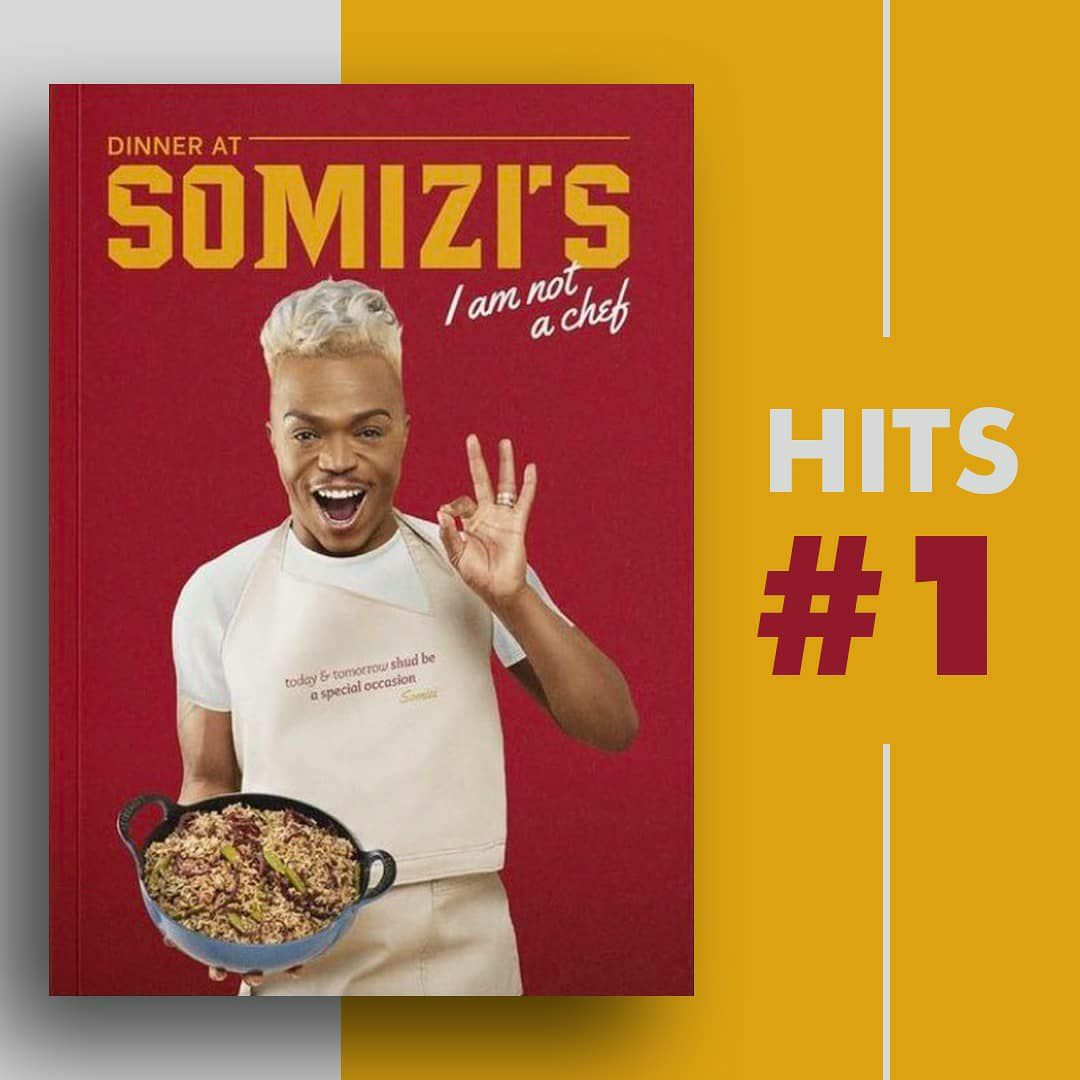 DINNER AT
SOMIZI'S
I am not
a chef
today & tomorrow shud be
a special occasion
Somizi
HITS
#1